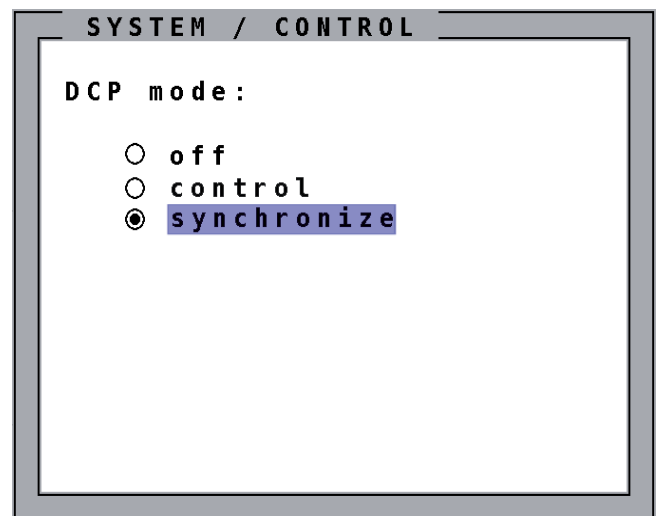 SYSTEM / CONTROL
DCP mode:
off
control
synchronize